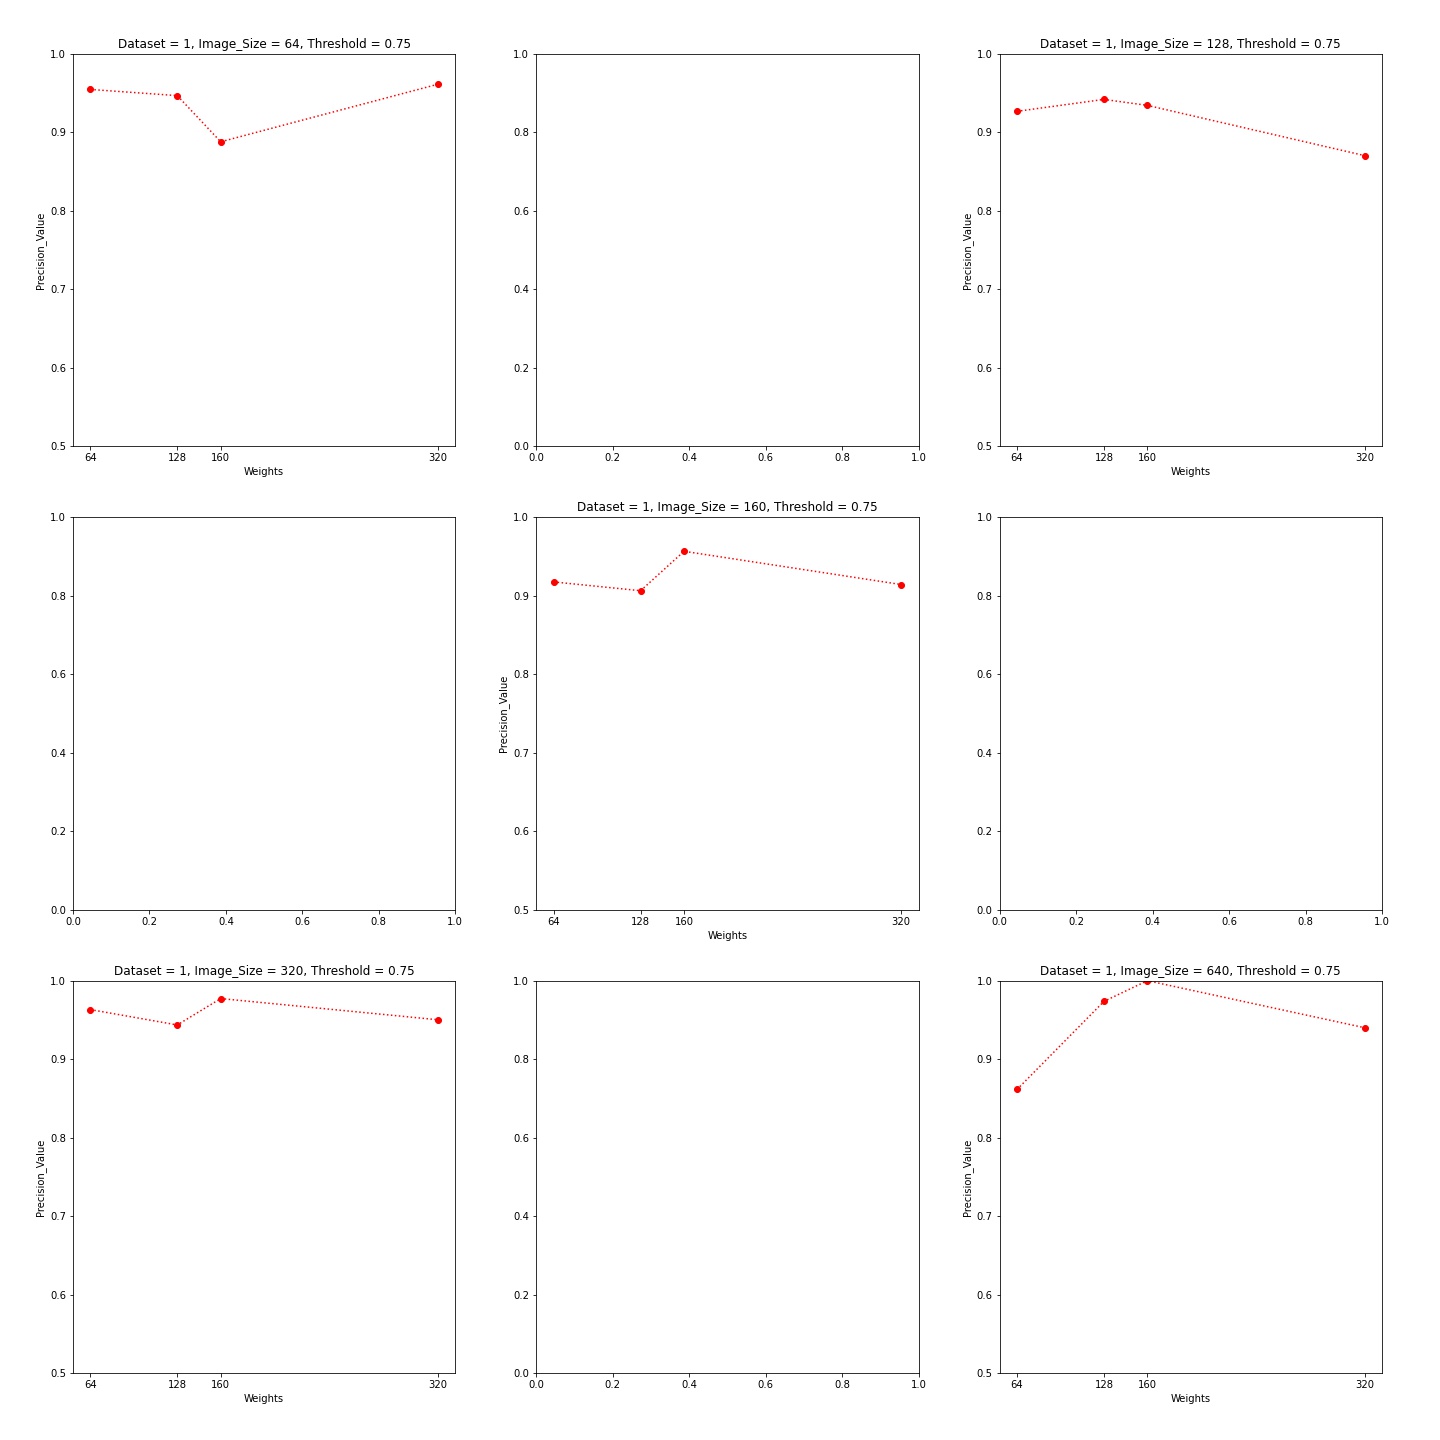 Dataset = 1, Image_Size = 64, Threshold = 0.75
1.0
0.9
0.8
0.7
0.6
0.5
Precision_Value
64 128 160 320
Weights
1.0
0.8
0.6
0.4
0.2
0.0
0.0 0.2 0.4 0.6 0.8 1.0
Dataset = 1, Image_Size = 128, Threshold = 0.75
1.0
0.9
0.8
0.7
0.6
0.5
Precision_Value
64 128 160 320
Weights
1.0
0.8
0.6
0.4
0.2
0.0
0.0 0.2 0.4 0.6 0.8 1.0
Dataset = 1, Image_Size = 160, Threshold = 0.75
1.0
0.9
0.8
0.7
0.6
0.5
Precision_Value
64 128 160 320
Weights
1.0
0.8
0.6
0.4
0.2
0.0
0.0 0.2 0.4 0.6 0.8 1.0
Dataset = 1, Image_Size = 320, Threshold = 0.75
1.0
0.9
0.8
0.7
0.6
0.5
Precision_Value
64 128 160 320
Weights
1.0
0.8
0.6
0.4
0.2
0.0
0.0 0.2 0.4 0.6 0.8 1.0
Dataset = 1, Image_Size = 640, Threshold = 0.75
1.0
0.9
0.8
0.7
0.6
0.5
Precision_Value
64 128 160 320
Weights